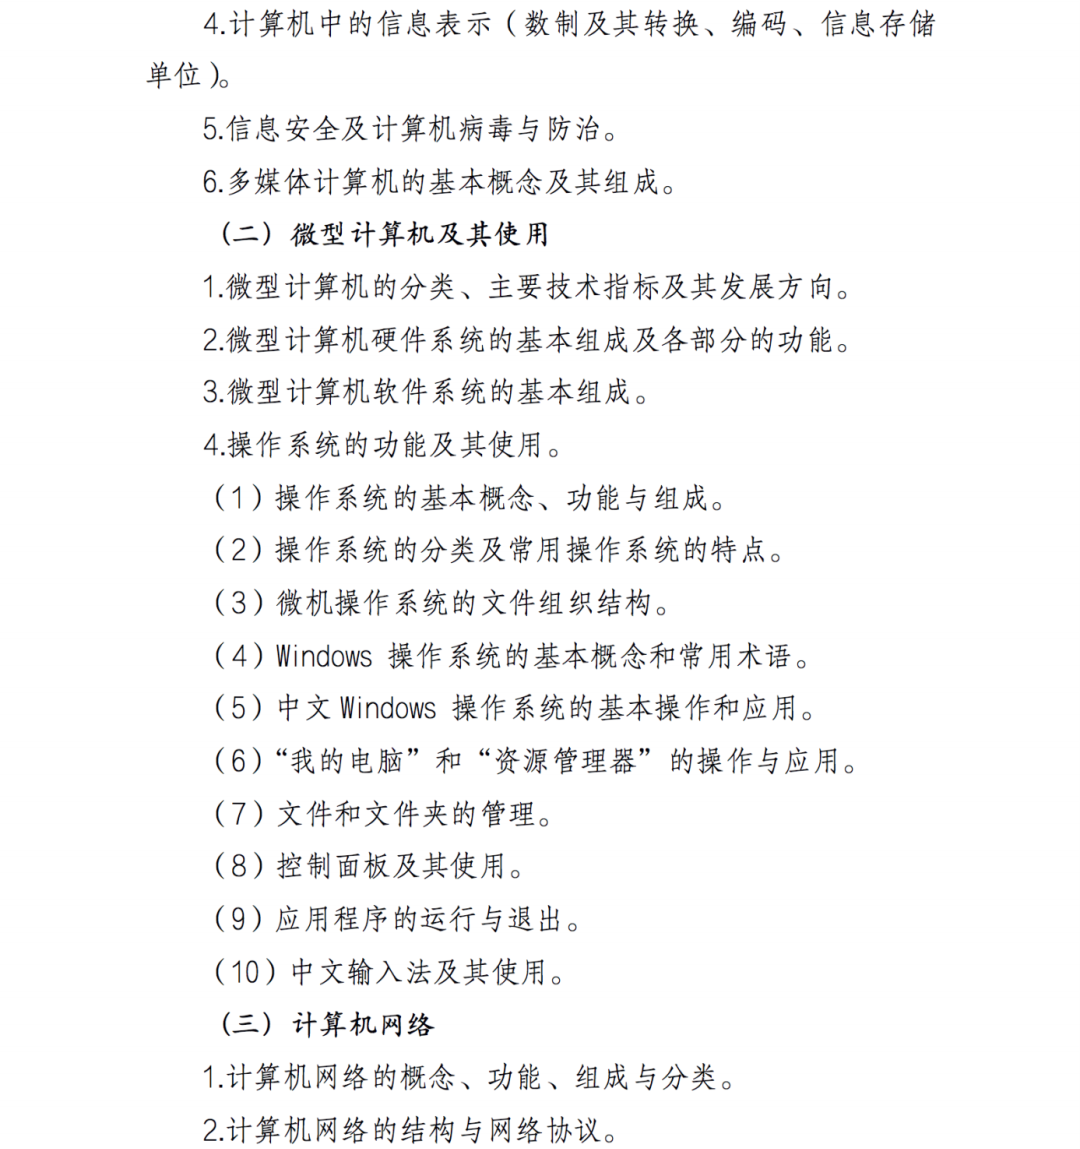 4.计算机中的信息表示（数制及其转换、编码、信息存储
单位）。
5.信息安全及计算机病毒与防治。
6.多媒体计算机的基本概念及其组成。
（二）微型计算机及其使用
1.微型计算机的分类、主要技术指标及其发展方向。
2.微型计算机硬件系统的基本组成及各部分的功能。
3.微型计算机软件系统的基本组成。
4.操作系统的功能及其使用。
（1）操作系统的基本概念、功能与组成。
（2）操作系统的分类及常用操作系统的特点。
（3）微机操作系统的文件组织结构。
（4）Windows 操作系统的基本概念和常用术语。
（5）中文 Windows 操作系统的基本操作和应用。
（6）“我的电脑”和“资源管理器”的操作与应用。
（7）文件和文件夹的管理。
（8）控制面板及其使用。
（9）应用程序的运行与退出。
（10）中文输入法及其使用。
（三）计算机网络
1.计算机网络的概念、功能、组成与分类。
2.计算机网络的结构与网络协议。